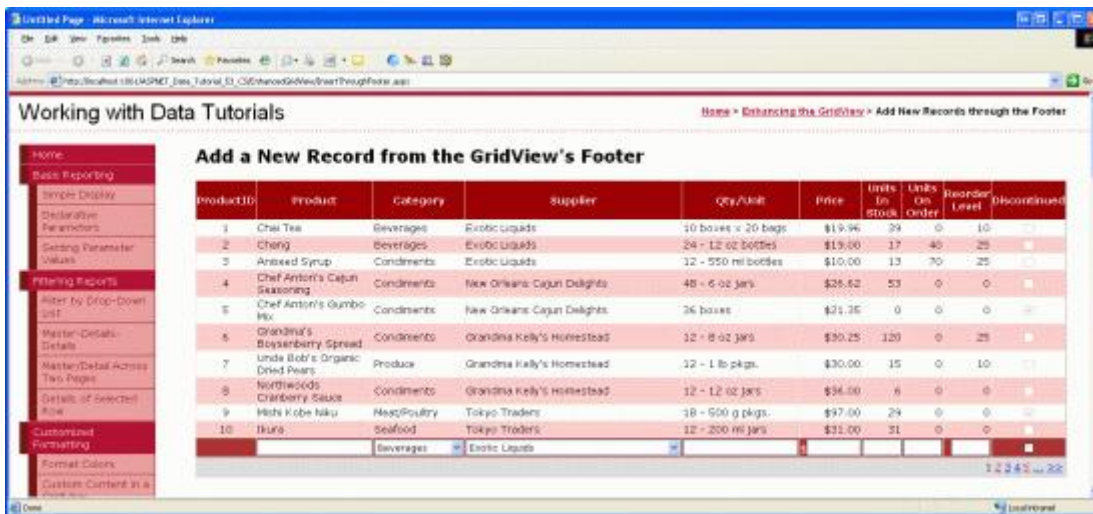 Untitled Page - Microsoft Internet Explorer
File Edit View Favorites Tools Help
Search Favorites
Working with Data Tutorials
Home > Enhancing the GridView > Add New Records through the Footer
Home
Basic Reporting
Simple Display
Declarative Parameters
Setting Parameter Values
Filtering Reports
Filter by Drop-Down List
Master-Details-Details
Master/Detail Across Two Pages
Details of Selected Row
Customized Formatting
Format Colors
Custom Content in a
Add a New Record from the GridView's Footer
ProductID Product Category Supplier Qty/Unit Price Units In Stock Units On Order Reorder Level Discontinued
1 Chai Tea Beverages Exotic Liquids 10 boxes x 20 bags $19.96 39 0 10
2 Chang Beverages Exotic Liquids 24 - 12 oz bottles $19.00 17 40 25
3 Aniseed Syrup Condiments Exotic Liquids 12 - 550 ml bottles $10.00 13 70 25
4 Chef Anton's Cajun Seasoning Condiments New Orleans Cajun Delights 48 - 6 oz jars $26.62 53 0 0
5 Chef Anton's Gumbo Mix Condiments New Orleans Cajun Delights 36 boxes $21.35 0 0 0
6 Grandma's Boysenberry Spread Condiments Grandma Kelly's Homestead 12 - 8 oz jars $30.25 120 0 25
7 Uncle Bob's Organic Dried Pears Produce Grandma Kelly's Homestead 12 - 1 lb pkgs. $30.00 15 0 10
8 Northwoods Cranberry Sauce Condiments Grandma Kelly's Homestead 12 - 12 oz jars $36.00 6 0 0
9 Mishi Kobe Niku Meat/Poultry Tokyo Traders 18 - 500 g pkgs. $97.00 29 0 0
10 Ikura Seafood Tokyo Traders 12 - 200 ml jars $31.00 31 0 0
Beverages Exotic Liquids
1 2 3 4 5 ... >>
Done
Local intranet